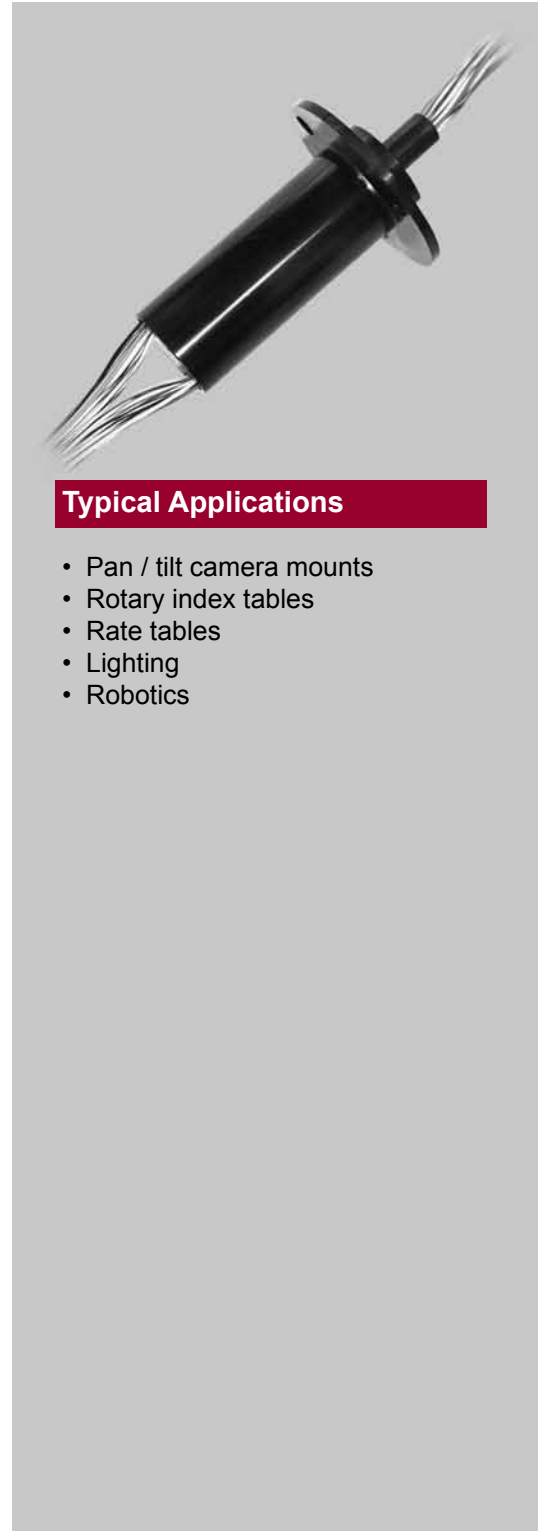 Typical Applications
• Pan / tilt camera mounts
• Rotary index tables
• Rate tables
• Lighting
• Robotics